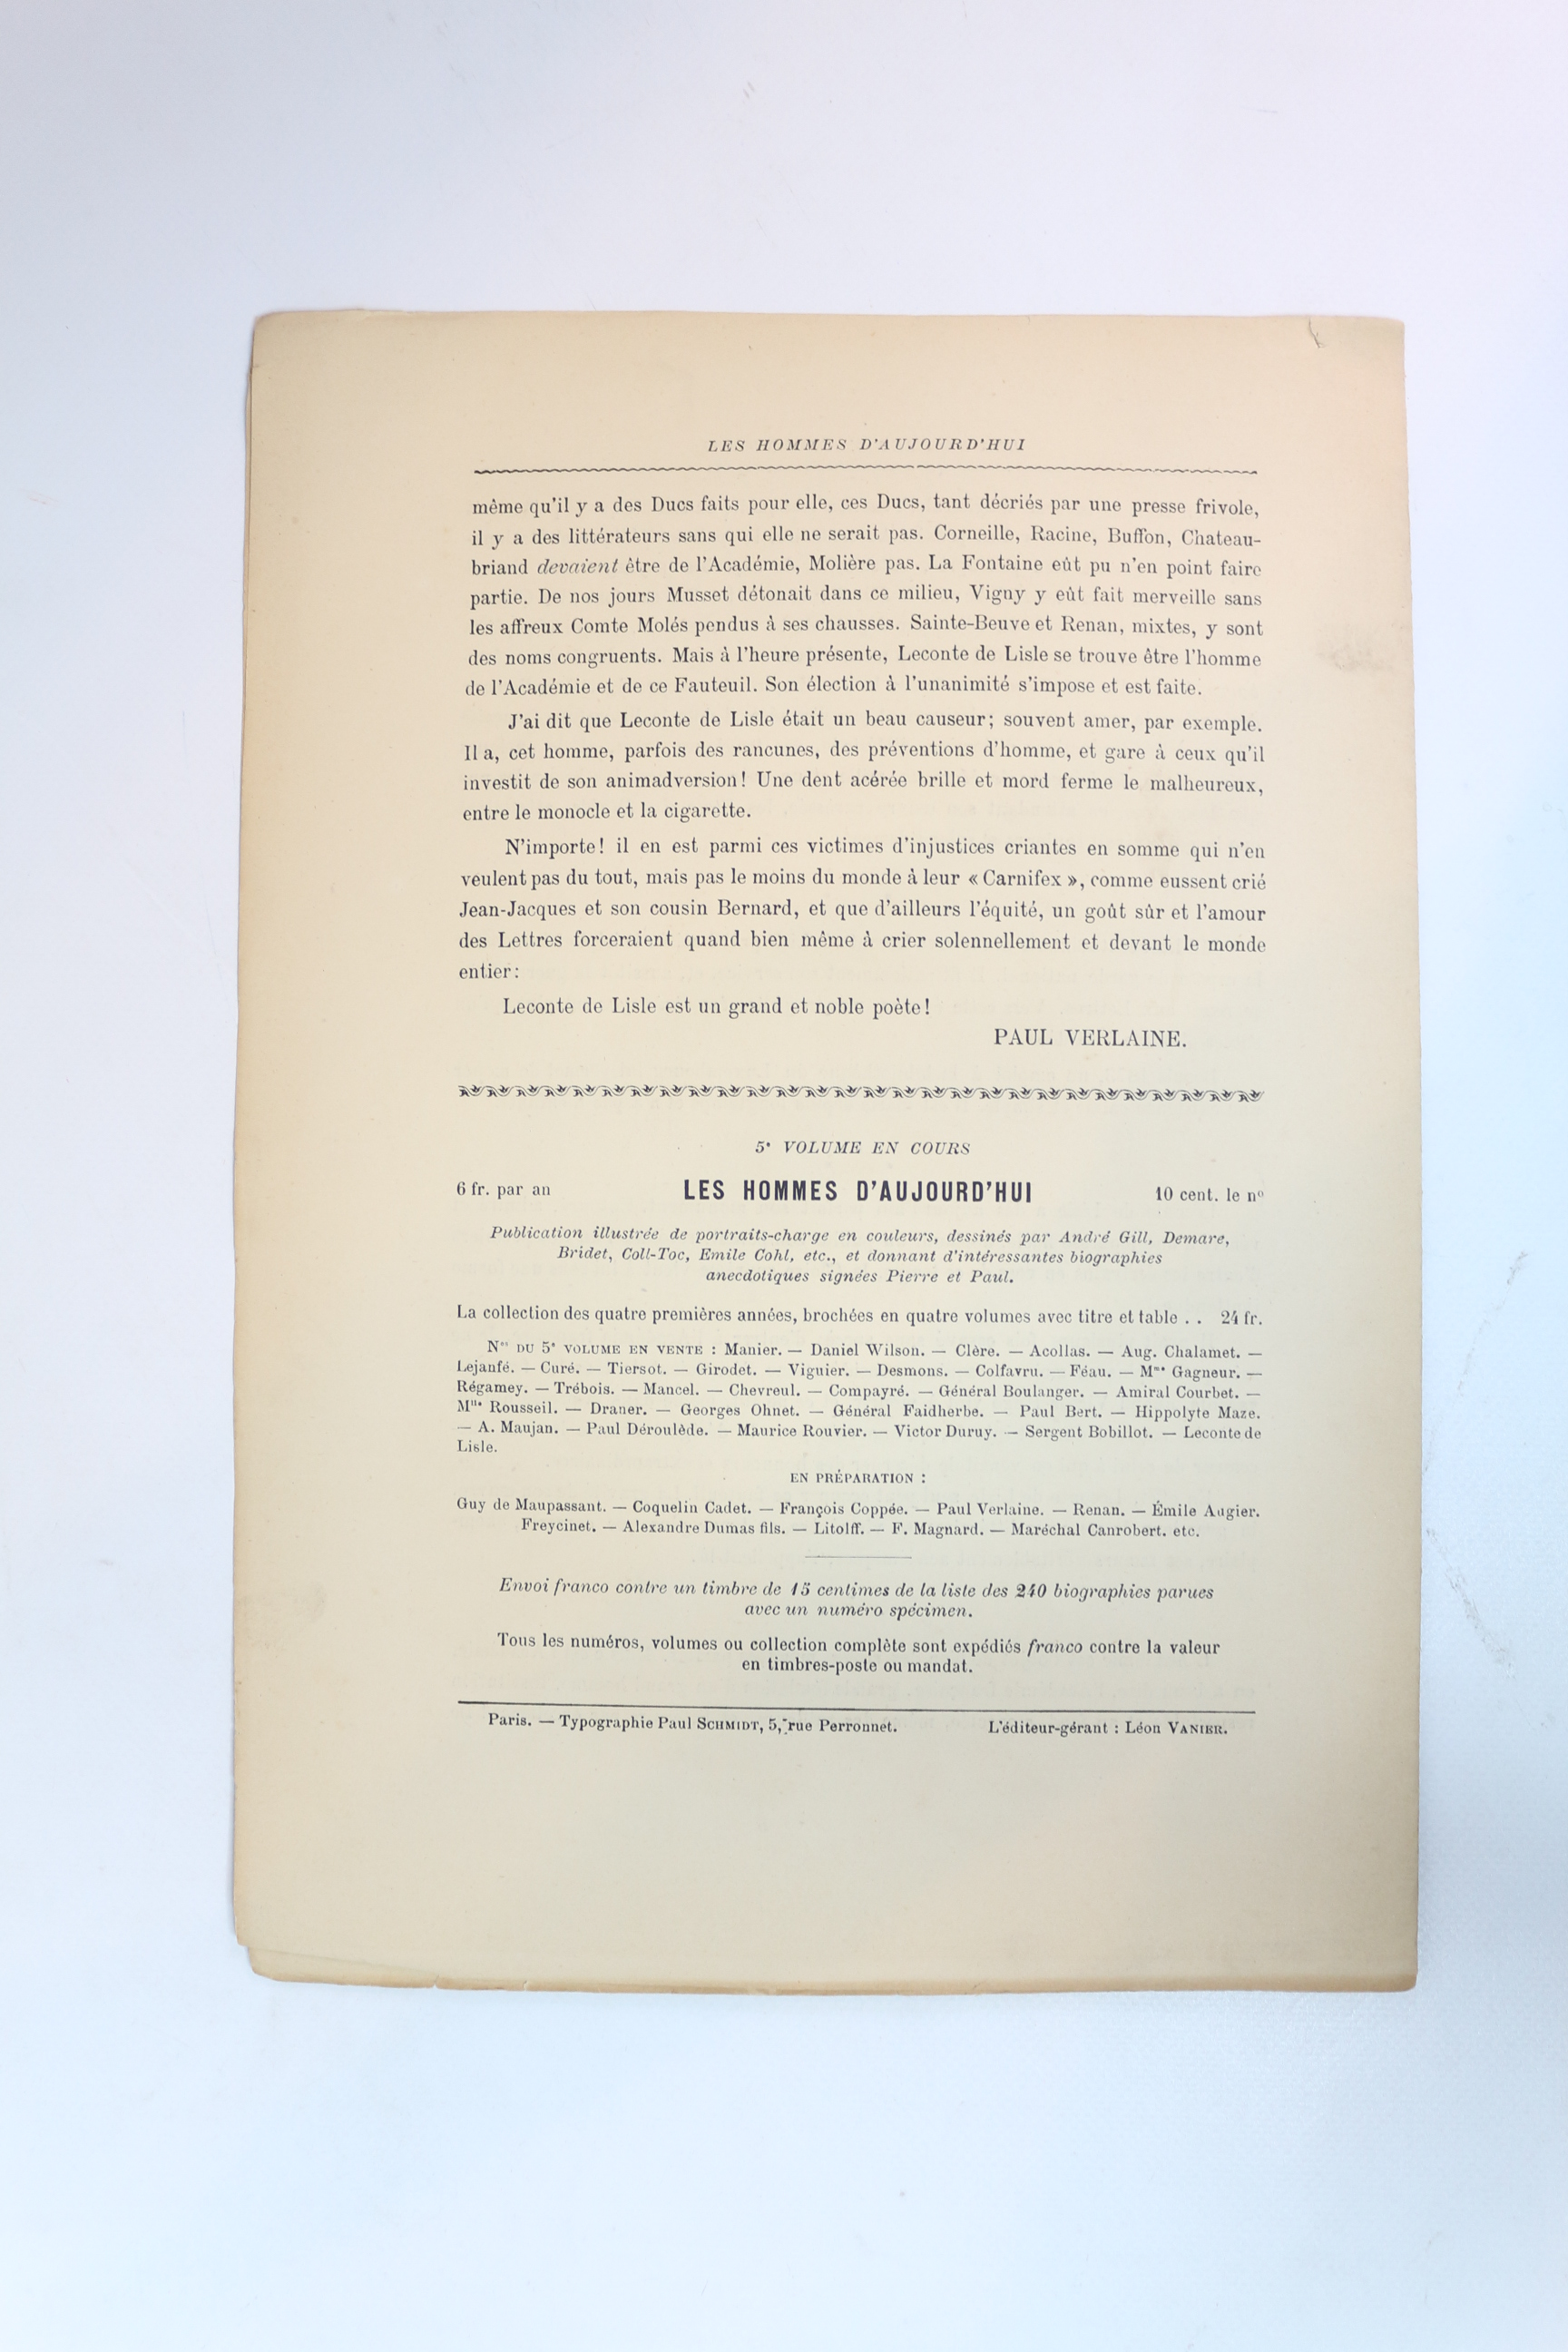 LES HOMMES D'AUJOURD'HUI
même qu'il y a des Ducs faits pour elle, ces Ducs, tant décriés par une presse frivole,
il y a des littérateurs sans qui elle ne serait pas. Corneille, Racine, Buffon, Chateau-
briand devaient être de l'Académie, Molière pas. La Fontaine eût pu n'en point faire
partie. De nos jours Musset détonait dans ce milieu, Vigny y eût fait merveille sans
les affreux Comte Molés pendus à ses chausses. Sainte-Beuve et Renan, mixtes, y sont
des noms congruents. Mais à l'heure présente, Leconte de Lisle se trouve être l'homme
de l'Académie et de ce Fauteuil. Son élection à l'unanimité s'impose et est faite.
J'ai dit que Leconte de Lisle était un beau causeur; souvent amer, par exemple.
Il a, cet homme, parfois des rancunes, des préventions d'homme, et gare à ceux qu'il
investit de son animadversion! Une dent acérée brille et mord ferme le malheureux,
entre le monocle et la cigarette.
N'importe! il en est parmi ces victimes d'injustices criantes en somme qui n'en
veulent pas du tout, mais pas le moins du monde à leur « Carnifex », comme eussent crié
Jean-Jacques et son cousin Bernard, et que d'ailleurs l'équité, un goût sûr et l'amour
des Lettres forceraient quand bien même à crier solennellement et devant le monde
entier:
Leconte de Lisle est un grand et noble poète!
PAUL VERLAINE.
5e VOLUME EN COURS
6 fr. par an LES HOMMES D'AUJOURD'HUI 10 cent. le no
Publication illustrée de portraits-charge en couleurs, dessinés par André Gill, Demare,
Bridet, Coll-Toc, Emile Cohl, etc., et donnant d'intéressantes biographies
anecdotiques signées Pierre et Paul.
La collection des quatre premières années, brochées en quatre volumes avec titre et table . . 24 fr.
Nos DU 5e VOLUME EN VENTE : Manier. — Daniel Wilson. — Clère. — Acollas. — Aug. Chalamet. —
Lejanfé. — Curé. — Tiersot. — Girodet. — Viguier. — Desmons. — Colfavru. — Féau. — Mme Gagneur. —
Régamey. — Trébois. — Mancel. — Chevreul. — Compayré. — Général Boulanger. — Amiral Courbet. —
Mlle Rousseil. — Draner. — Georges Ohnet. — Général Faidherbe. — Paul Bert. — Hippolyte Maze.
— A. Maujan. — Paul Déroulède. — Maurice Rouvier. — Victor Duruy. — Sergent Bobillot. — Leconte de
Lisle.
EN PRÉPARATION :
Guy de Maupassant. — Coquelin Cadet. — François Coppée. — Paul Verlaine. — Renan. — Émile Augier.
Freycinet. — Alexandre Dumas fils. — Litolff. — F. Magnard. — Maréchal Canrobert. etc.
Envoi franco contre un timbre de 15 centimes de la liste des 240 biographies parues
avec un numéro spécimen.
Tous les numéros, volumes ou collection complète sont expédiés franco contre la valeur
en timbres-poste ou mandat.
Paris. — Typographie Paul SCHMIDT, 5, rue Perronnet. L'éditeur-gérant : Léon VANIER.